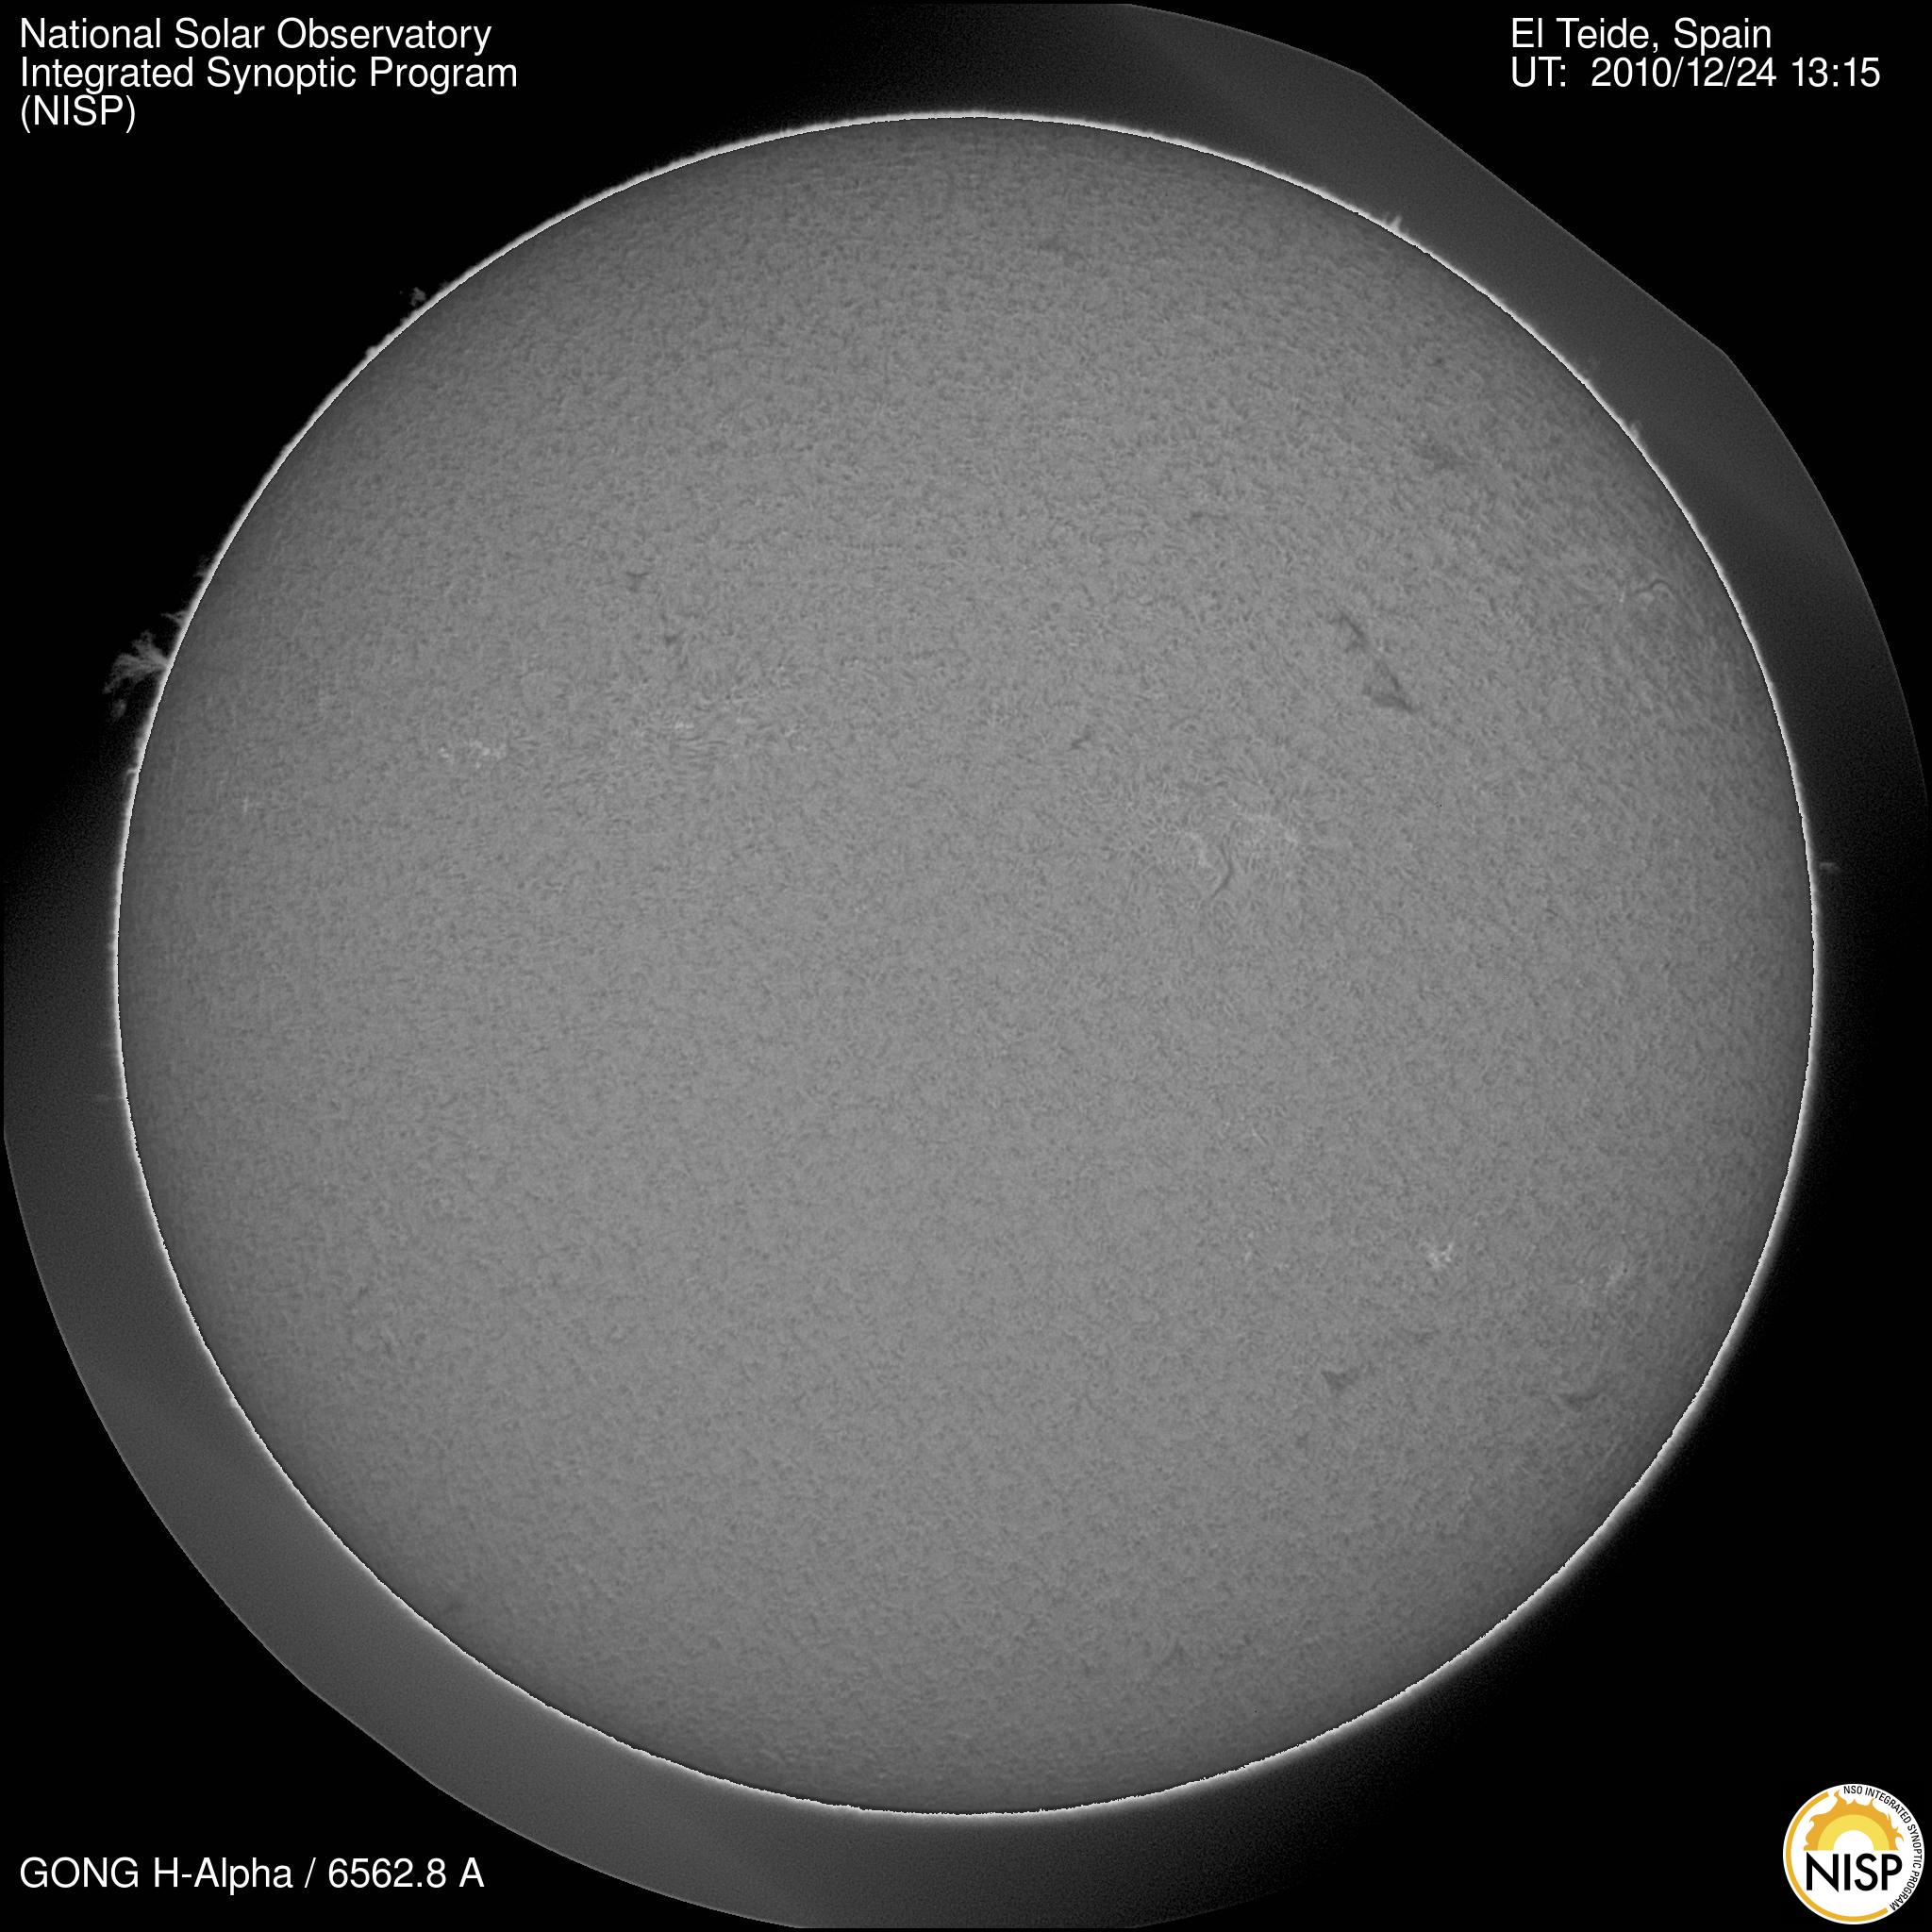 National Solar Observatory
Integrated Synoptic Program
(NISP)
El Teide, Spain
UT: 2010/12/24 13:15
GONG H-Alpha / 6562.8 A
NSO INTEGRATED SYNOPTIC PROGRAM
NISP